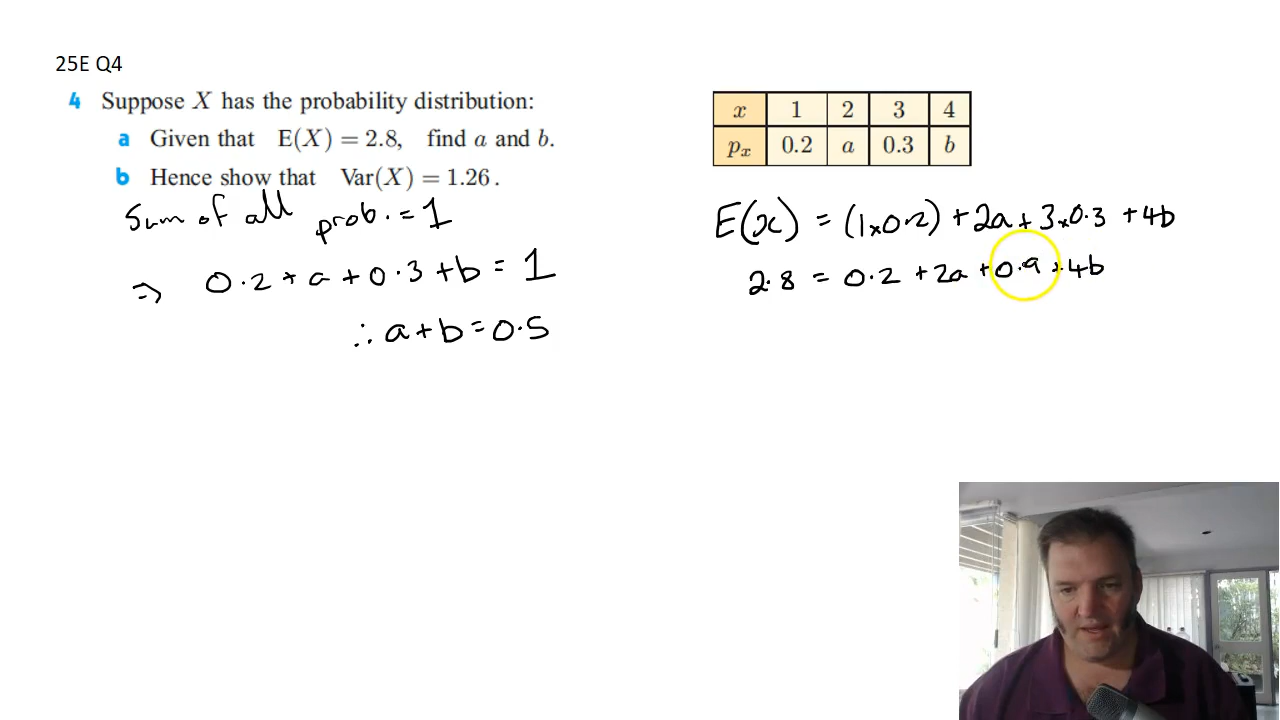 25E Q4
4 Suppose X has the probability distribution:
a Given that E(X) = 2.8, find a and b.
b Hence show that Var(X) = 1.26.
x 1 2 3 4
pₓ 0.2 a 0.3 b
Sum of all prob. = 1
⇒ 0.2 + a + 0.3 + b = 1
∴ a + b = 0.5
E(x) = (1×0.2) + 2a + 3×0.3 + 4b
2.8 = 0.2 + 2a + 0.9 + 4b